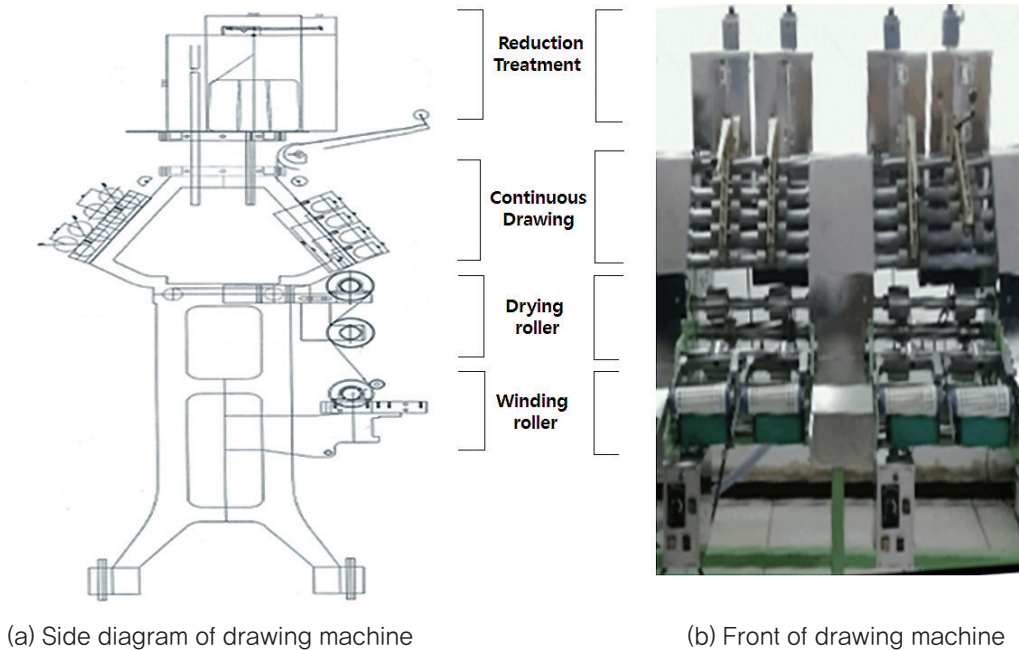 Reduction
Treatment
Continuous
Drawing
Drying
roller
Winding
roller
(a) Side diagram of drawing machine
(b) Front of drawing machine